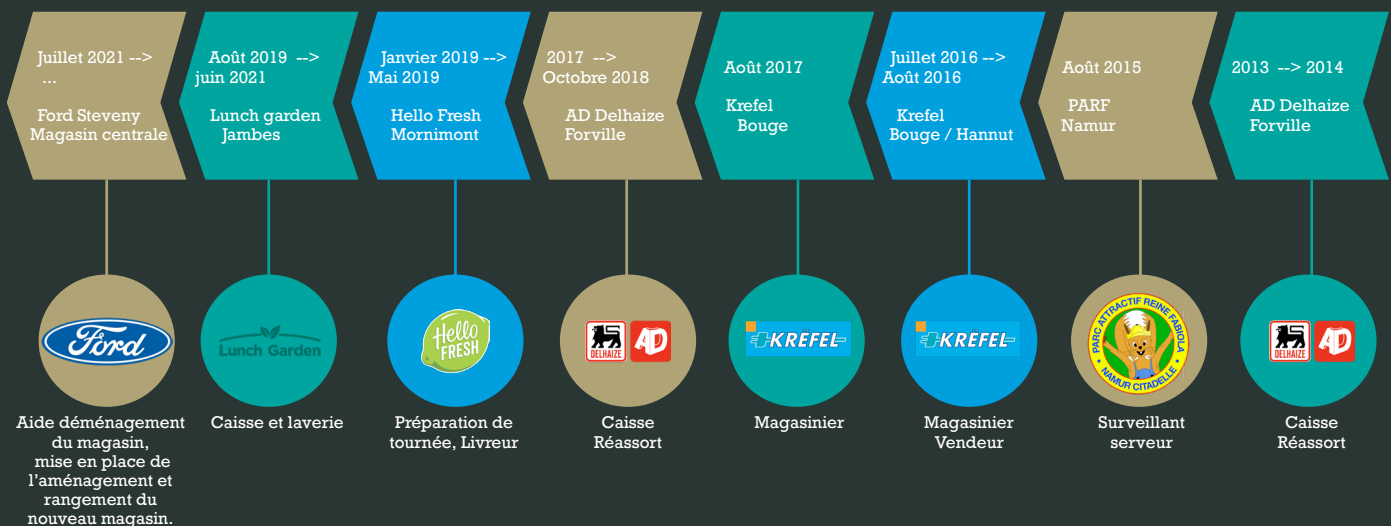 Juillet 2021 -->
...
Ford Steveny
Magasin centrale
Août 2019 -->
juin 2021
Lunch garden
Jambes
Janvier 2019 -->
Mai 2019
Hello Fresh
Mornimont
2017 -->
Octobre 2018
AD Delhaize
Forville
Août 2017
Krefel
Bouge
Juillet 2016 -->
Août 2016
Krefel
Bouge / Hannut
Août 2015
PARF
Namur
2013 --> 2014
AD Delhaize
Forville
Ford
Lunch Garden
Hello
FRESH
DELHAIZE AD
KRËFEL
KRËFEL
PARC ATTRACTIF REINE FABIOLA
NAMUR CITADELLE
DELHAIZE AD
Aide déménagement
du magasin,
mise en place de
l'aménagement et
rangement du
nouveau magasin.
Caisse et laverie
Préparation de
tournée, Livreur
Caisse
Réassort
Magasinier
Magasinier
Vendeur
Surveillant
serveur
Caisse
Réassort